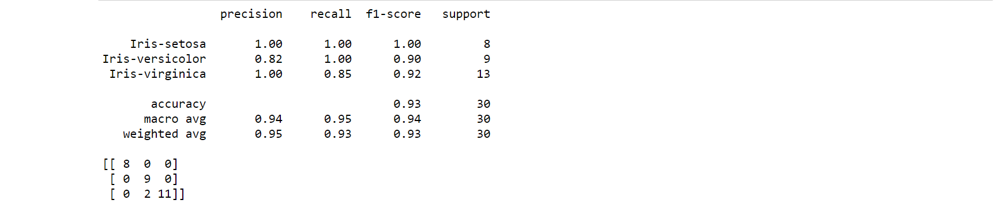 precision recall f1-score support
Iris-setosa 1.00 1.00 1.00 8
Iris-versicolor 0.82 1.00 0.90 9
Iris-virginica 1.00 0.85 0.92 13
accuracy 0.93 30
macro avg 0.94 0.95 0.94 30
weighted avg 0.95 0.93 0.93 30
[[ 8 0 0]
[ 0 9 0]
[ 0 2 11]]